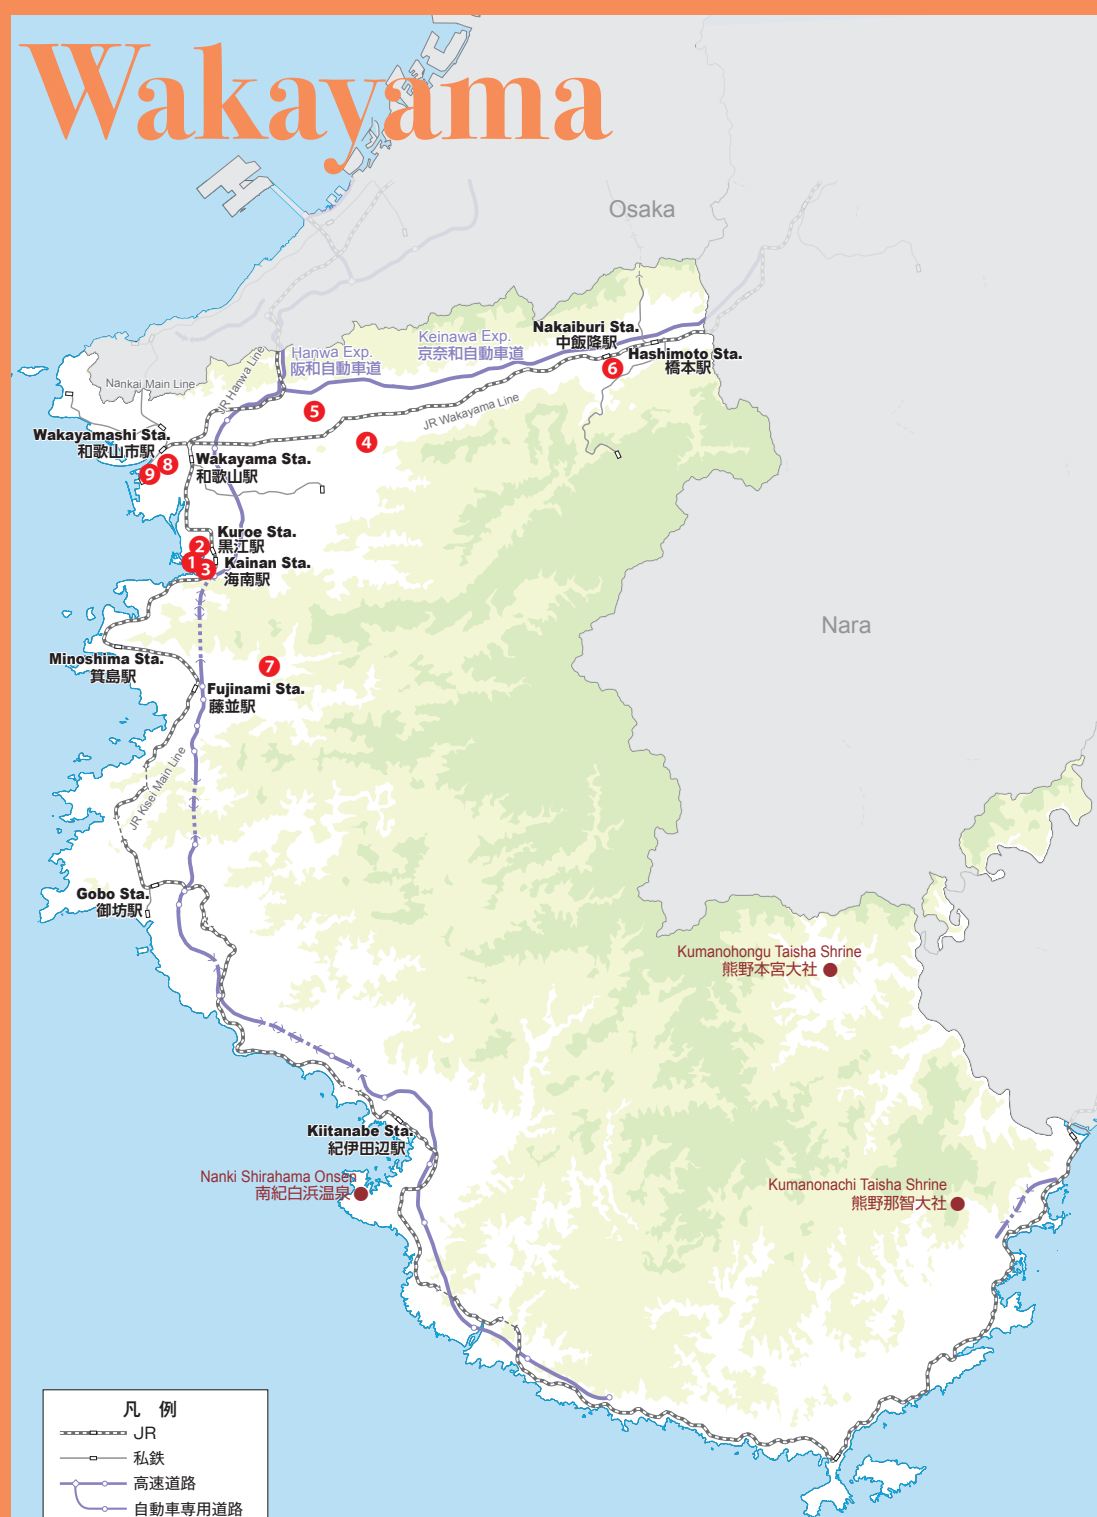 Wakayama
Osaka
Nakaiburi Sta.
中飯降駅
Keinawa Exp.
京奈和自動車道
Hanwa Exp.
阪和自動車道
Hashimoto Sta.
橋本駅
6
Nankai Main Line
JR Hanwa Line
JR Wakayama Line
5
4
Wakayamashi Sta.
和歌山市駅
8
9
Wakayama Sta.
和歌山駅
Kuroe Sta.
黒江駅
2
1
3
Kainan Sta.
海南駅
Nara
Minoshima Sta.
箕島駅
7
Fujinami Sta.
藤並駅
JR Kisei Main Line
Gobo Sta.
御坊駅
Kumanohongu Taisha Shrine
熊野本宮大社
Kiitanabe Sta.
紀伊田辺駅
Nanki Shirahama Onsen
南紀白浜温泉
Kumanonachi Taisha Shrine
熊野那智大社
凡 例
JR
私鉄
高速道路
自動車専用道路